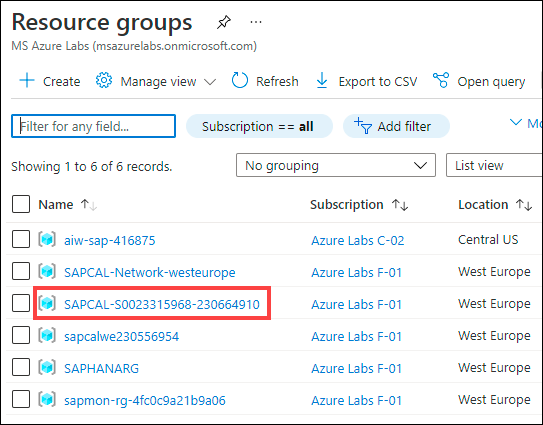 Resource groups
MS Azure Labs (msazurelabs.onmicrosoft.com)
Create Manage view Refresh Export to CSV Open query
Filter for any field... Subscription == all Add filter
Showing 1 to 6 of 6 records. No grouping List view
Name Subscription Location
aiw-sap-416875 Azure Labs C-02 Central US
SAPCAL-Network-westeurope Azure Labs F-01 West Europe
SAPCAL-S0023315968-230664910 Azure Labs F-01 West Europe
sapcalwe230556954 Azure Labs F-01 West Europe
SAPHANARG Azure Labs F-01 West Europe
sapmon-rg-4fc0c9a21b9a06 Azure Labs F-01 West Europe